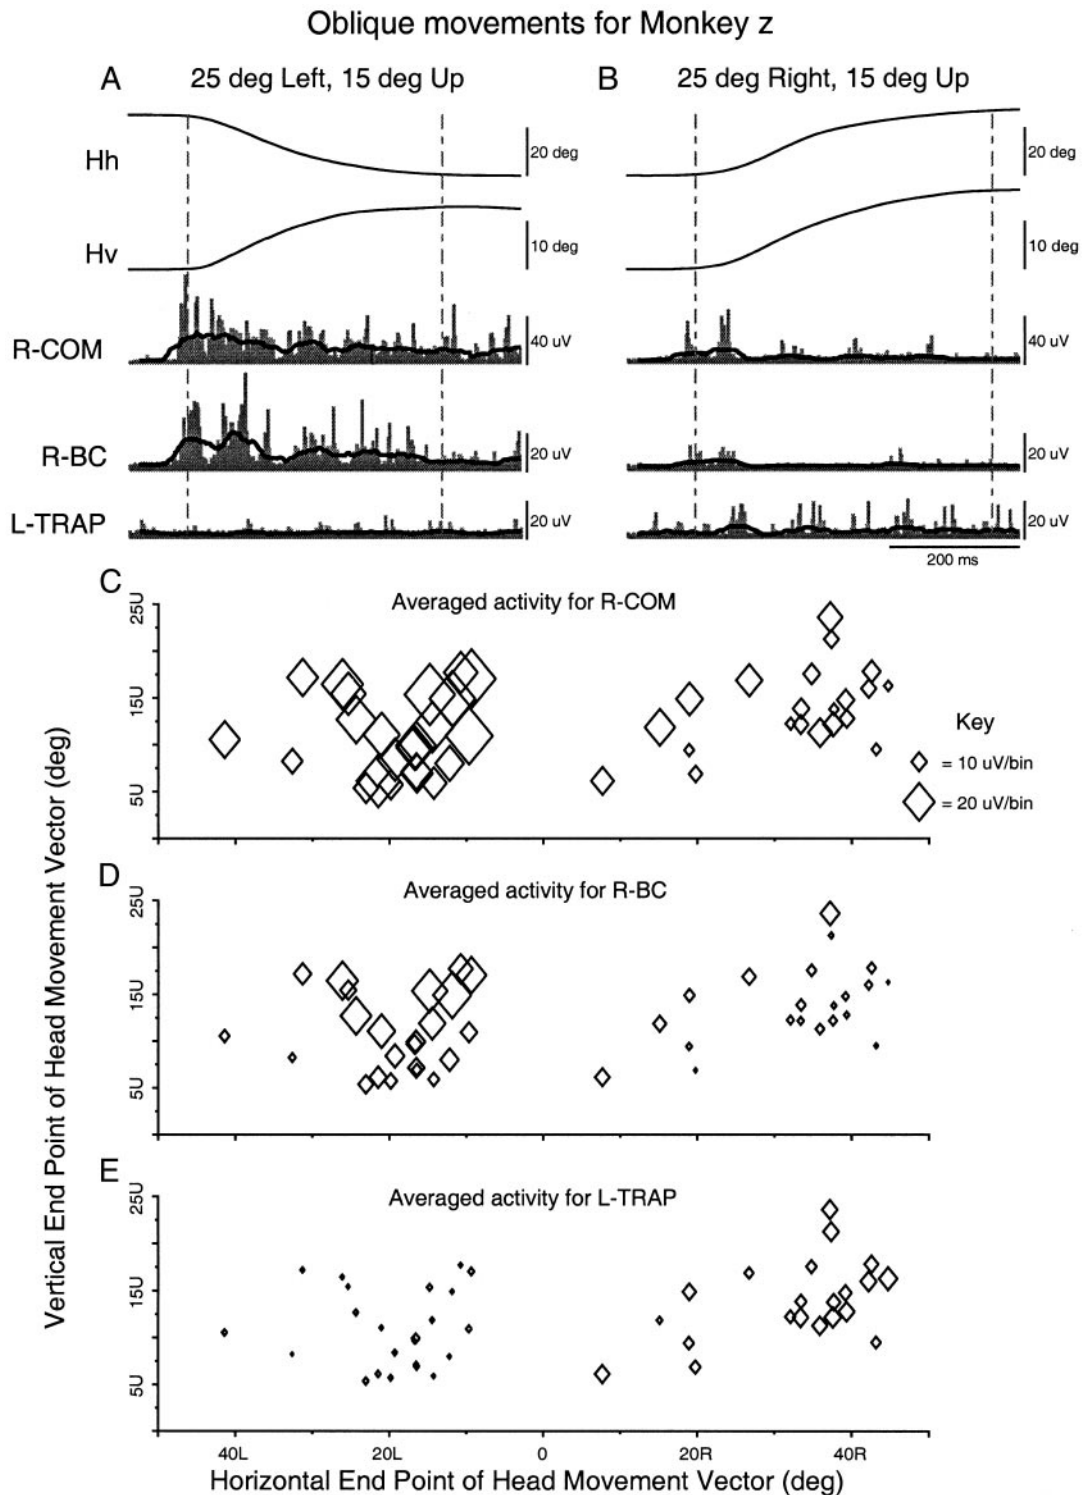 Oblique movements for Monkey z
A 25 deg Left, 15 deg Up
B 25 deg Right, 15 deg Up
Hh
20 deg
20 deg
Hv
10 deg
10 deg
R-COM
40 uV
40 uV
R-BC
20 uV
20 uV
L-TRAP
20 uV
20 uV
200 ms
C
Averaged activity for R-COM
25U
15U
5U
Key
= 10 uV/bin
= 20 uV/bin
D
Averaged activity for R-BC
25U
15U
5U
E
Averaged activity for L-TRAP
25U
15U
5U
Vertical End Point of Head Movement Vector (deg)
40L 20L 0 20R 40R
Horizontal End Point of Head Movement Vector (deg)